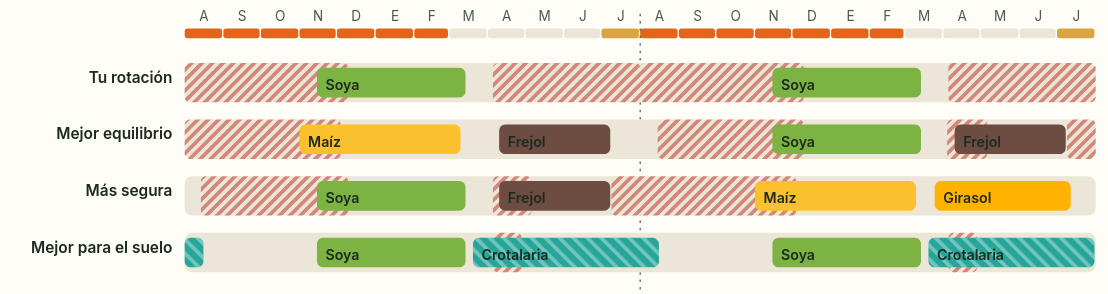 A S O N D E F M A M J J A S O N D E F M A M J J
Tu rotación Soya Soya
Mejor equilibrio Maíz Frejol Soya Frejol
Más segura Soya Frejol Maíz Girasol
Mejor para el suelo Soya Crotalaria Soya Crotalaria